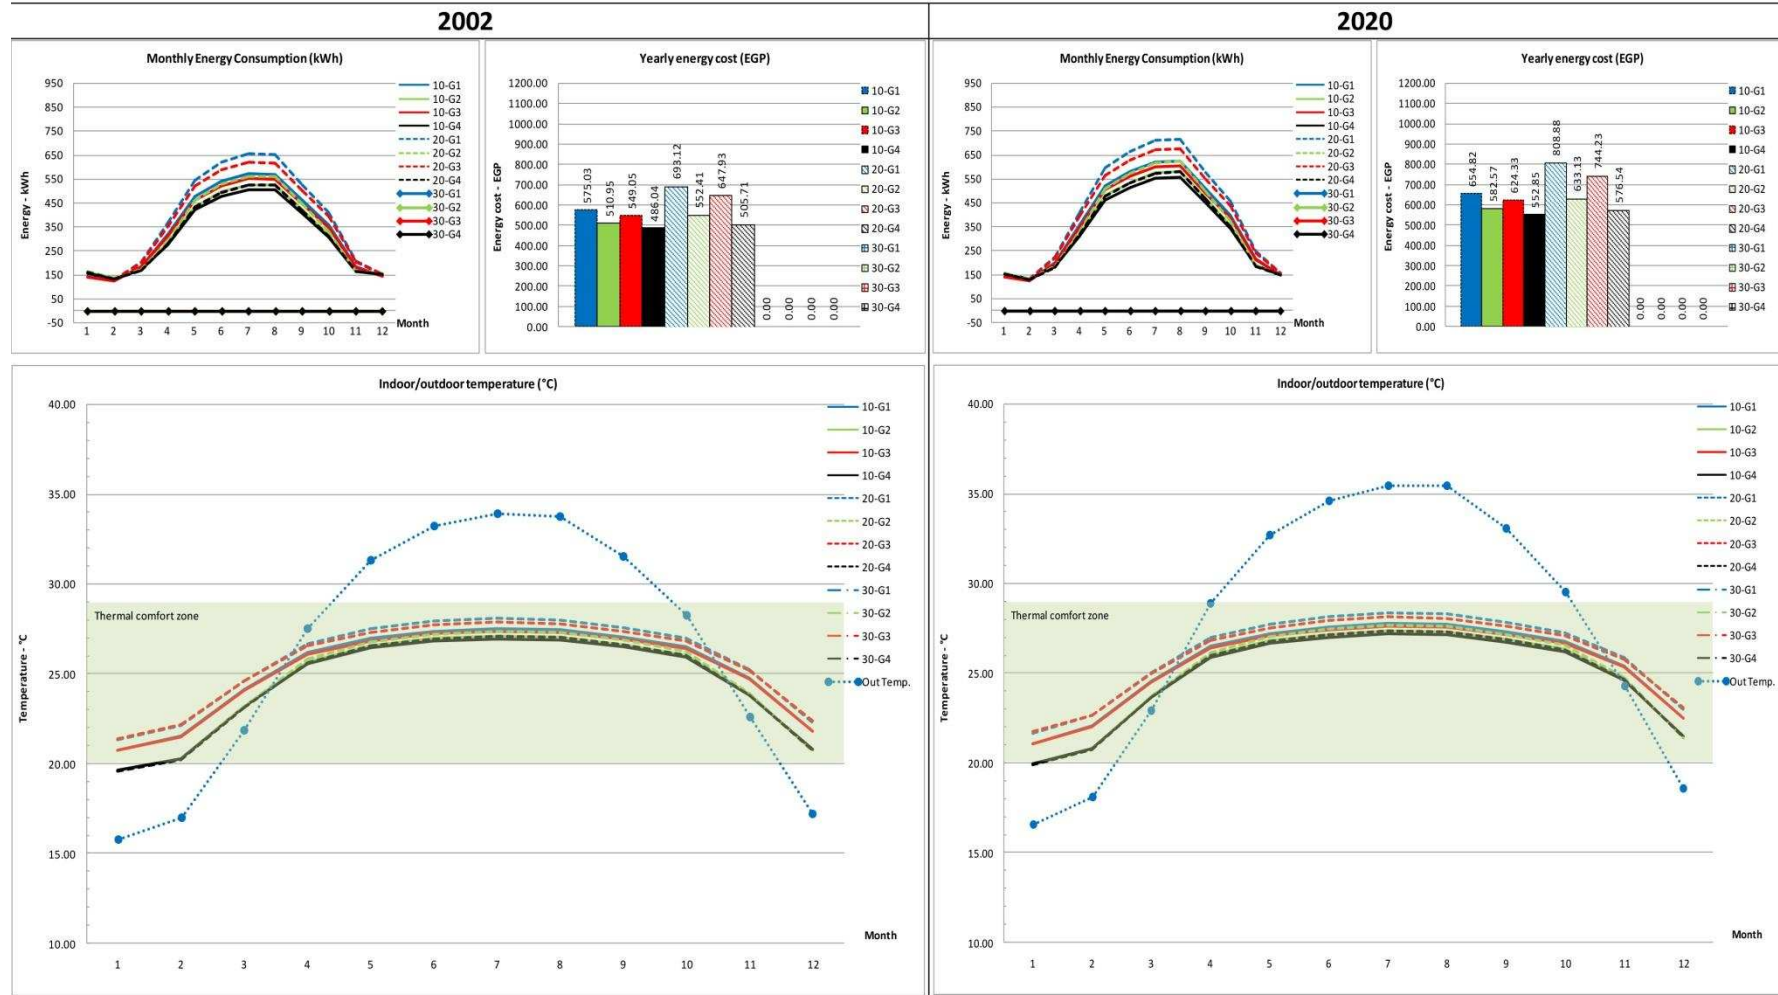 2002
2020
Monthly Energy Consumption (kWh)
Energy - kWh
950
850
750
650
550
450
350
250
150
50
-50
1 2 3 4 5 6 7 8 9 10 11 12
Month
10-G1
10-G2
10-G3
10-G4
20-G1
20-G2
20-G3
20-G4
30-G1
30-G2
30-G3
30-G4
Yearly energy cost (EGP)
Energy cost - EGP
1200.00
1100.00
1000.00
900.00
800.00
700.00
600.00
500.00
400.00
300.00
200.00
100.00
0.00
575.03
510.95
549.05
486.04
693.12
552.41
647.93
505.71
0.00
0.00
0.00
0.00
10-G1
10-G2
10-G3
10-G4
20-G1
20-G2
20-G3
20-G4
30-G1
30-G2
30-G3
30-G4
Monthly Energy Consumption (kWh)
Energy - kWh
950
850
750
650
550
450
350
250
150
50
-50
1 2 3 4 5 6 7 8 9 10 11 12
Month
10-G1
10-G2
10-G3
10-G4
20-G1
20-G2
20-G3
20-G4
30-G1
30-G2
30-G3
30-G4
Yearly energy cost (EGP)
Energy cost - EGP
1200.00
1100.00
1000.00
900.00
800.00
700.00
600.00
500.00
400.00
300.00
200.00
100.00
0.00
654.82
582.57
624.33
552.85
808.88
633.13
744.23
576.54
0.00
0.00
0.00
0.00
10-G1
10-G2
10-G3
10-G4
20-G1
20-G2
20-G3
20-G4
30-G1
30-G2
30-G3
30-G4
Indoor/outdoor temperature (°C)
Temperature - °C
40.00
35.00
30.00
25.00
20.00
15.00
10.00
Thermal comfort zone
10-G1
10-G2
10-G3
10-G4
20-G1
20-G2
20-G3
20-G4
30-G1
30-G2
30-G3
30-G4
Out Temp.
Month
1 2 3 4 5 6 7 8 9 10 11 12
Indoor/outdoor temperature (°C)
Temperature - °C
40.00
35.00
30.00
25.00
20.00
15.00
10.00
Thermal comfort zone
10-G1
10-G2
10-G3
10-G4
20-G1
20-G2
20-G3
20-G4
30-G1
30-G2
30-G3
30-G4
Out Temp.
Month
1 2 3 4 5 6 7 8 9 10 11 12